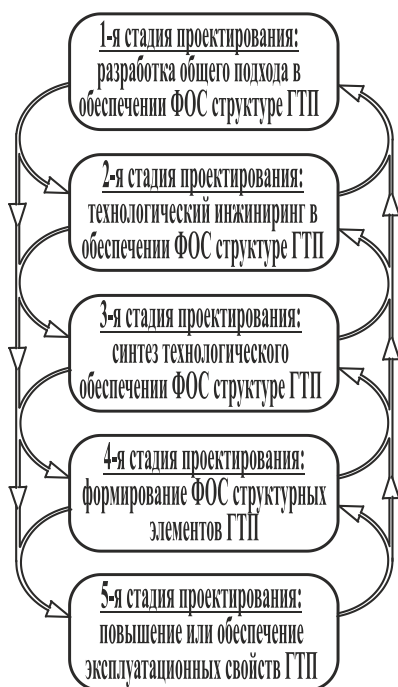 1-я стадия проектирования:
разработка общего подхода в
обеспечении ФОС структуре ГТП
2-я стадия проектирования:
технологический инжиниринг в
обеспечении ФОС структуре ГТП
3-я стадия проектирования:
синтез технологического
обеспечении ФОС структуре ГТП
4-я стадия проектирования:
формирование ФОС структурных
элементов ГТП
5-я стадия проектирования:
повышение или обеспечение
эксплуатационных свойств ГТП